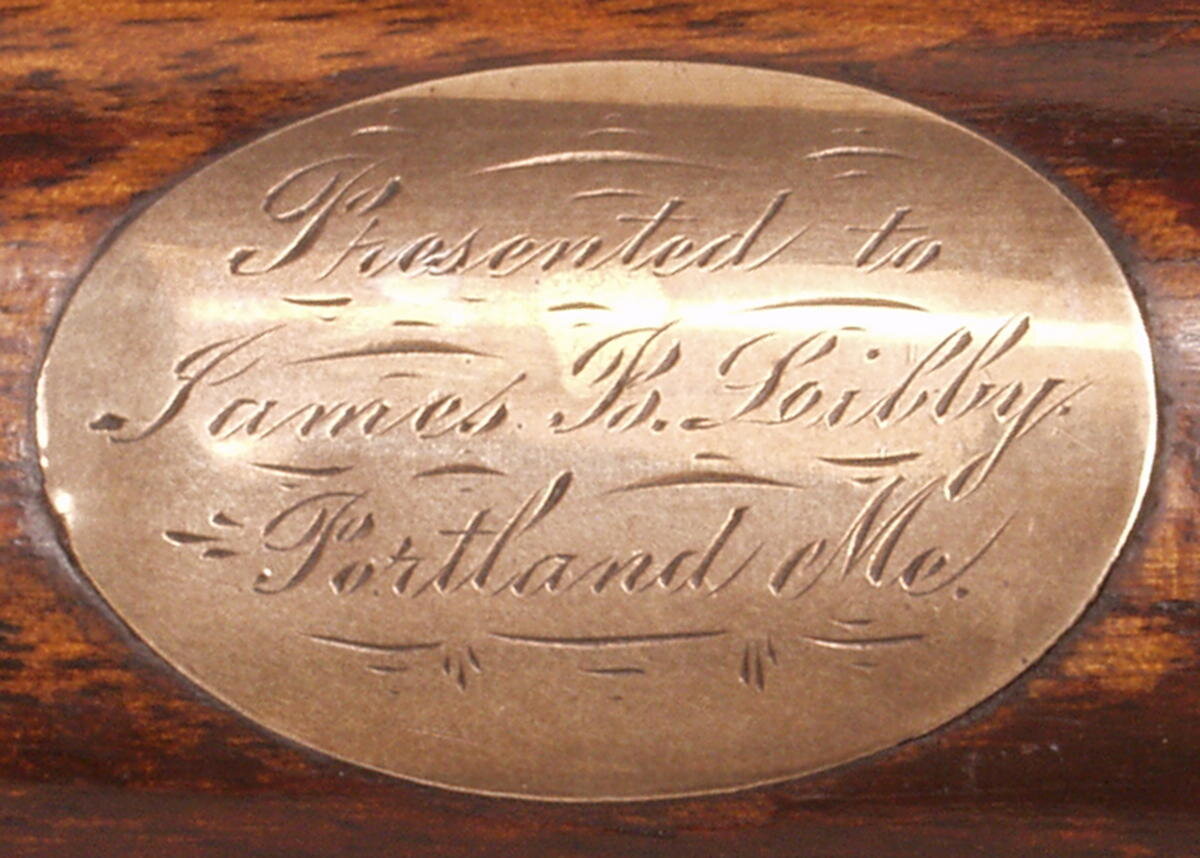 Presented to
James B. Libby.
Portland Me.